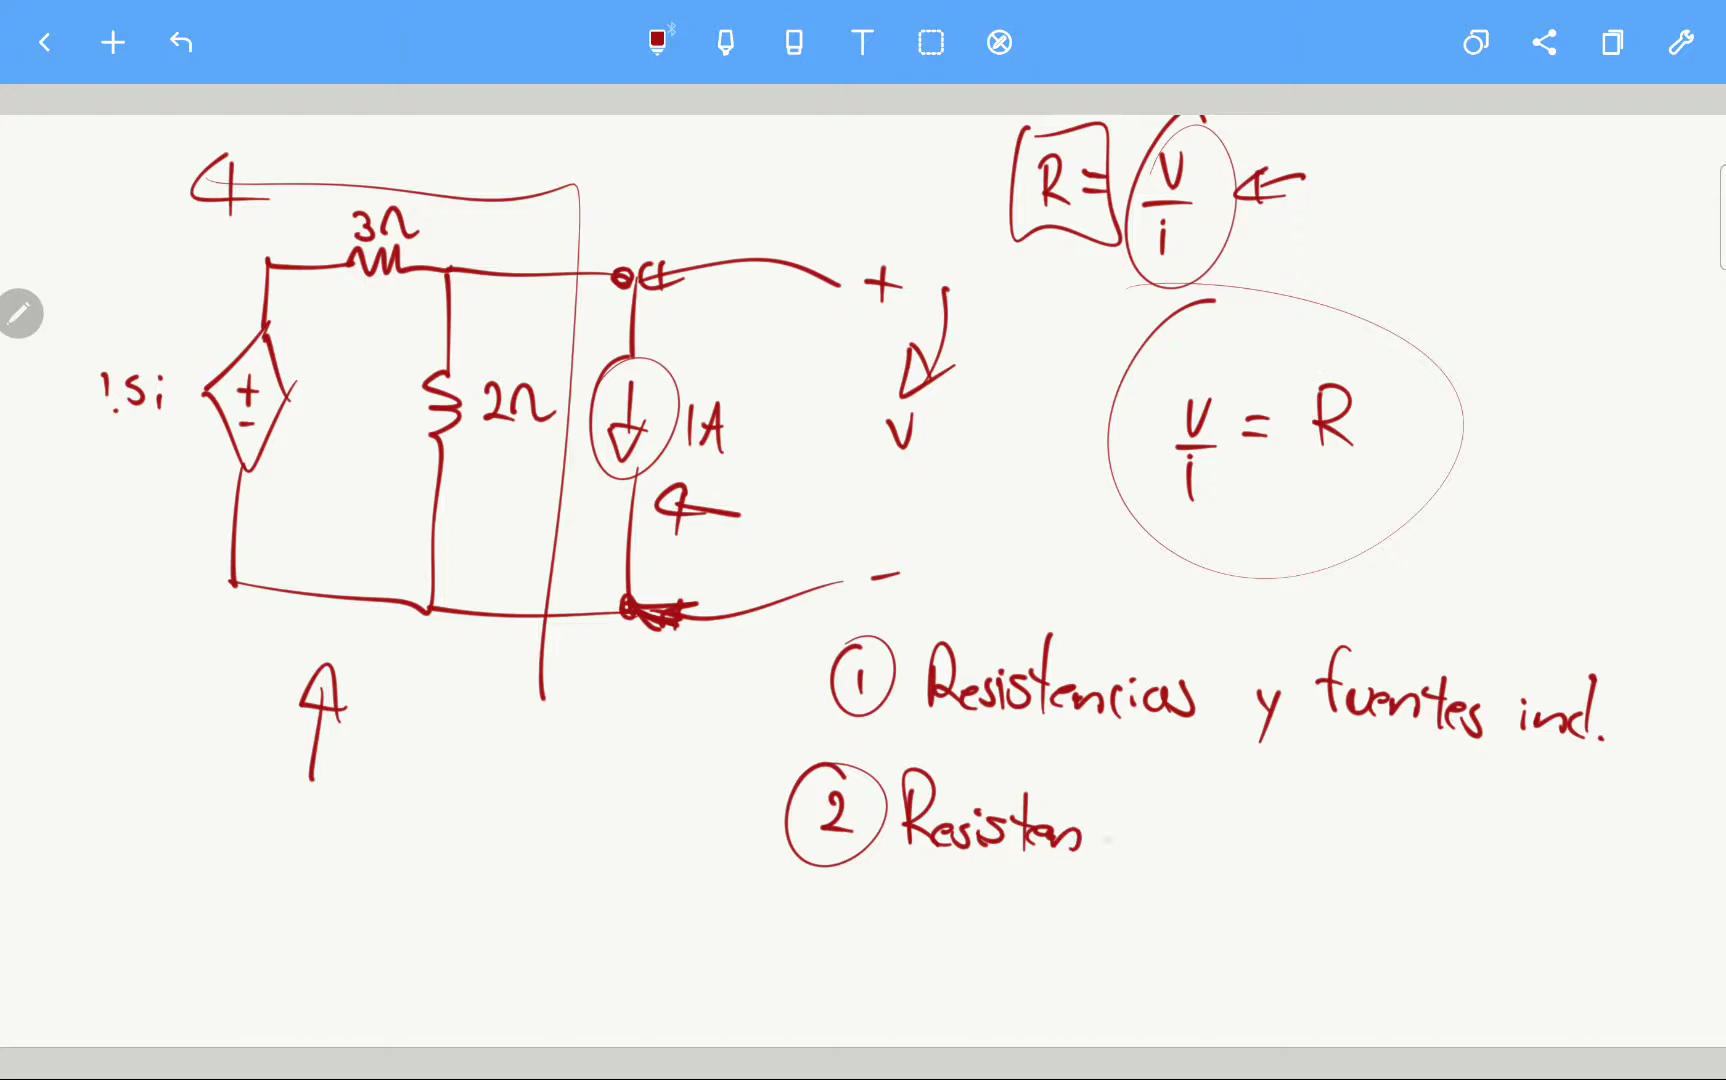 R = v/i
3Ω
+
1.5i
+
-
2Ω
1A
v
v/i = R
-
① Resistencias y fuentes ind.
② Resisten
T